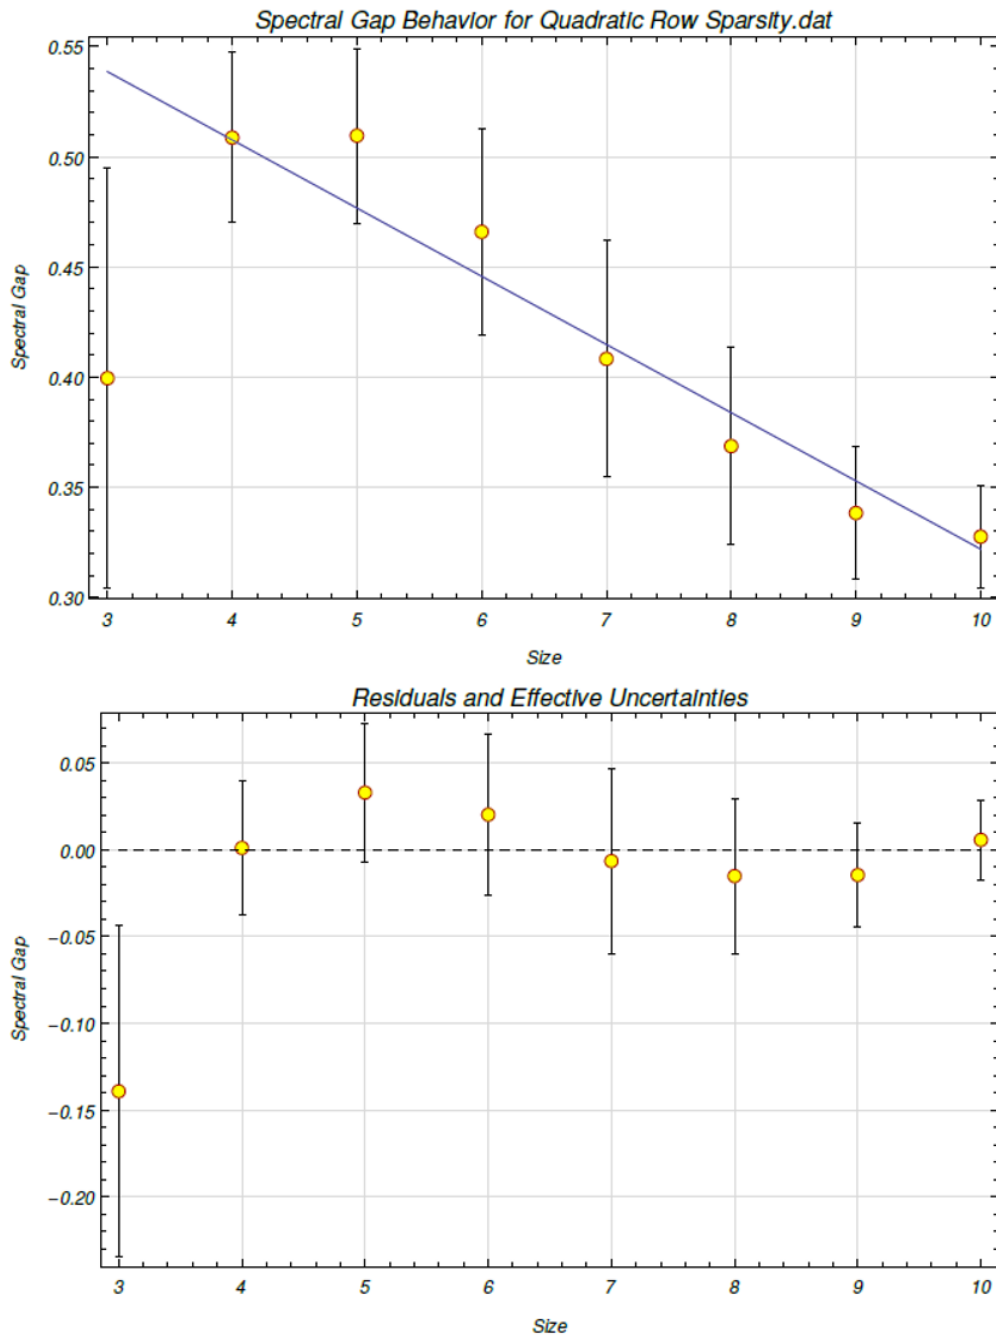 Spectral Gap Behavior for Quadratic Row Sparsity.dat
0.55
0.50
0.45
0.40
0.35
0.30
Spectral Gap
3 4 5 6 7 8 9 10
Size
Residuals and Effective Uncertainties
0.05
0.00
−0.05
−0.10
−0.15
−0.20
Spectral Gap
3 4 5 6 7 8 9 10
Size